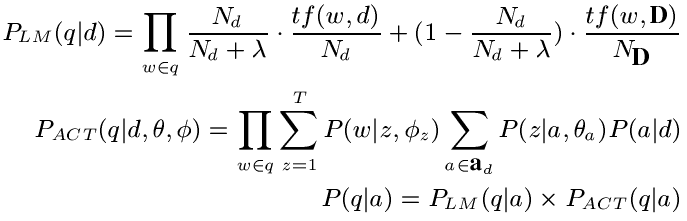 P_{LM}(q|d) = \prod_{w \in q} \frac{N_d}{N_d + \lambda} \cdot \frac{tf(w, d)}{N_d} + (1 - \frac{N_d}{N_d + \lambda}) \cdot \frac{tf(w, \mathbf{D})}{N_{\mathbf{D}}}
P_{ACT}(q|d, \theta, \phi) = \prod_{w \in q} \sum_{z=1}^{T} P(w|z, \phi_z) \sum_{a \in \mathbf{a}_d} P(z|a, \theta_a) P(a|d)
P(q|a) = P_{LM}(q|a) \times P_{ACT}(q|a)